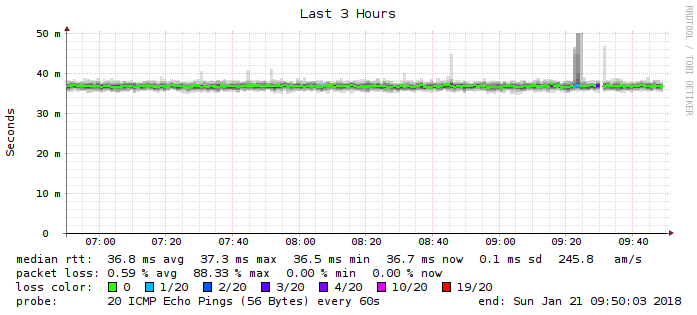 Last 3 Hours
RRDTOOL / TOBI OETIKER
Seconds
50 m
40 m
30 m
20 m
10 m
0
07:00 07:20 07:40 08:00 08:20 08:40 09:00 09:20 09:40
median rtt: 36.8 ms avg 37.3 ms max 36.5 ms min 36.7 ms now 0.1 ms sd 245.8 am/s
packet loss: 0.59 % avg 88.33 % max 0.00 % min 0.00 % now
loss color: 0 1/20 2/20 3/20 4/20 10/20 19/20
probe: 20 ICMP Echo Pings (56 Bytes) every 60s end: Sun Jan 21 09:50:03 2018